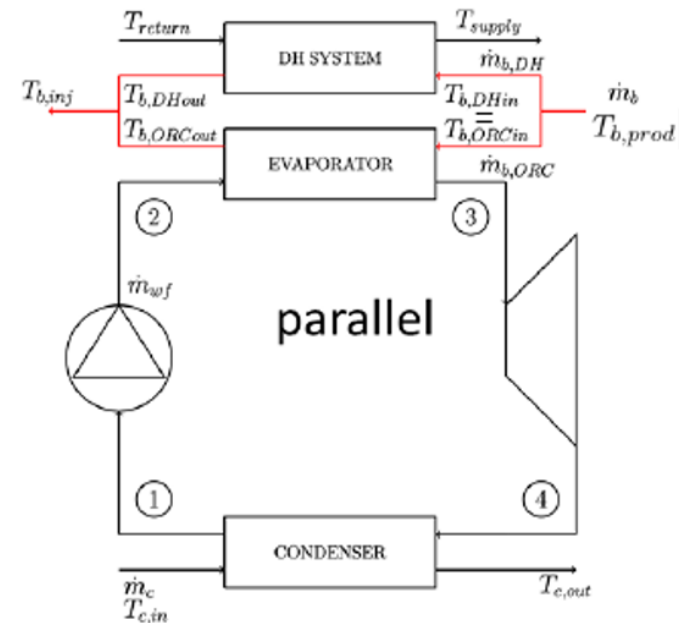 T_return
T_supply
DH SYSTEM
ṁ_b,DH
T_b,inj
T_b,DHout
T_b,DHin
ṁ_b
=
T_b,ORCout
T_b,ORCin
T_b,prod
EVAPORATOR
ṁ_b,ORC
2
3
ṁ_wf
parallel
1
4
CONDENSER
ṁ_c
T_c,out
T_c,in